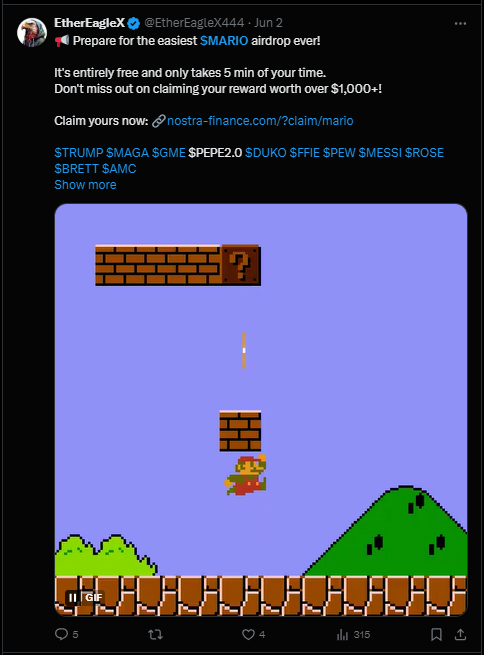 EtherEagleX @EtherEagleX444 · Jun 2
📢 Prepare for the easiest $MARIO airdrop ever!
It's entirely free and only takes 5 min of your time.
Don't miss out on claiming your reward worth over $1,000+!
Claim yours now: 🔗nostra-finance.com/?claim/mario
$TRUMP $MAGA $GME $PEPE2.0 $DUKO $FFIE $PEW $MESSI $ROSE
$BRETT $AMC
Show more
?
GIF
5 4 315